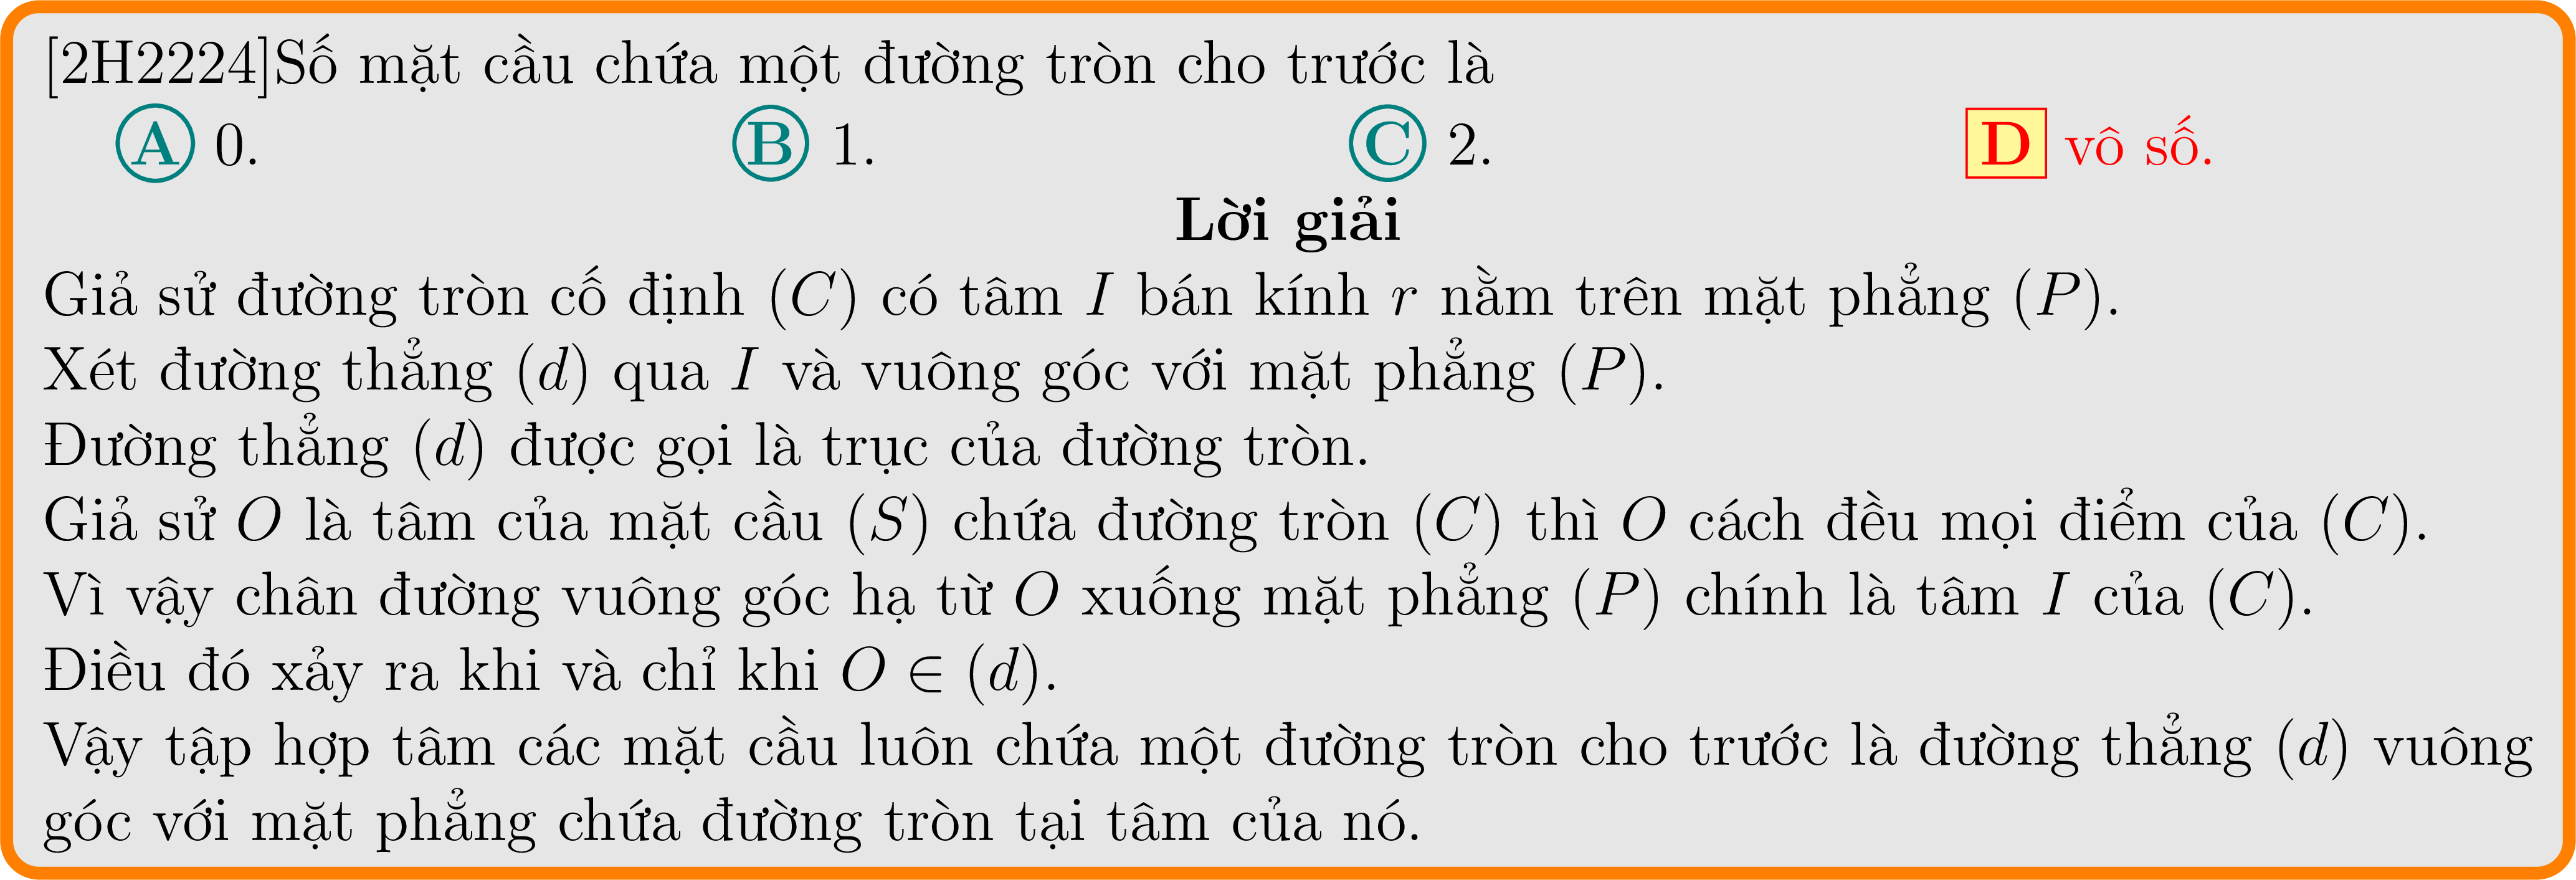 [2H2224]Số mặt cầu chứa một đường tròn cho trước là
A 0. B 1. C 2. D vô số.
Lời giải
Giả sử đường tròn cố định (C) có tâm I bán kính r nằm trên mặt phẳng (P).
Xét đường thẳng (d) qua I và vuông góc với mặt phẳng (P).
Đường thẳng (d) được gọi là trục của đường tròn.
Giả sử O là tâm của mặt cầu (S) chứa đường tròn (C) thì O cách đều mọi điểm của (C).
Vì vậy chân đường vuông góc hạ từ O xuống mặt phẳng (P) chính là tâm I của (C).
Điều đó xảy ra khi và chỉ khi O ∈ (d).
Vậy tập hợp tâm các mặt cầu luôn chứa một đường tròn cho trước là đường thẳng (d) vuông
góc với mặt phẳng chứa đường tròn tại tâm của nó.